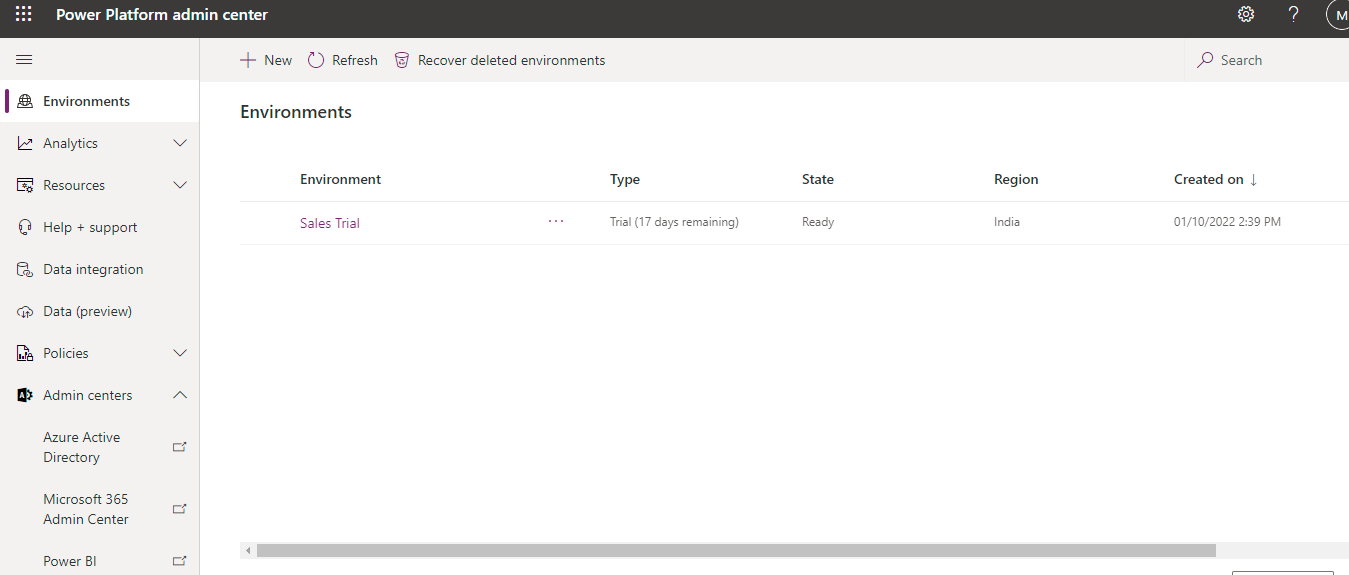 Power Platform admin center
?
M
New
Refresh
Recover deleted environments
Search
Environments
Analytics
Resources
Help + support
Data integration
Data (preview)
Policies
Admin centers
Azure Active
Directory
Microsoft 365
Admin Center
Power BI
Environments
Environment Type State Region Created on ↓
Sales Trial ... Trial (17 days remaining) Ready India 01/10/2022 2:39 PM